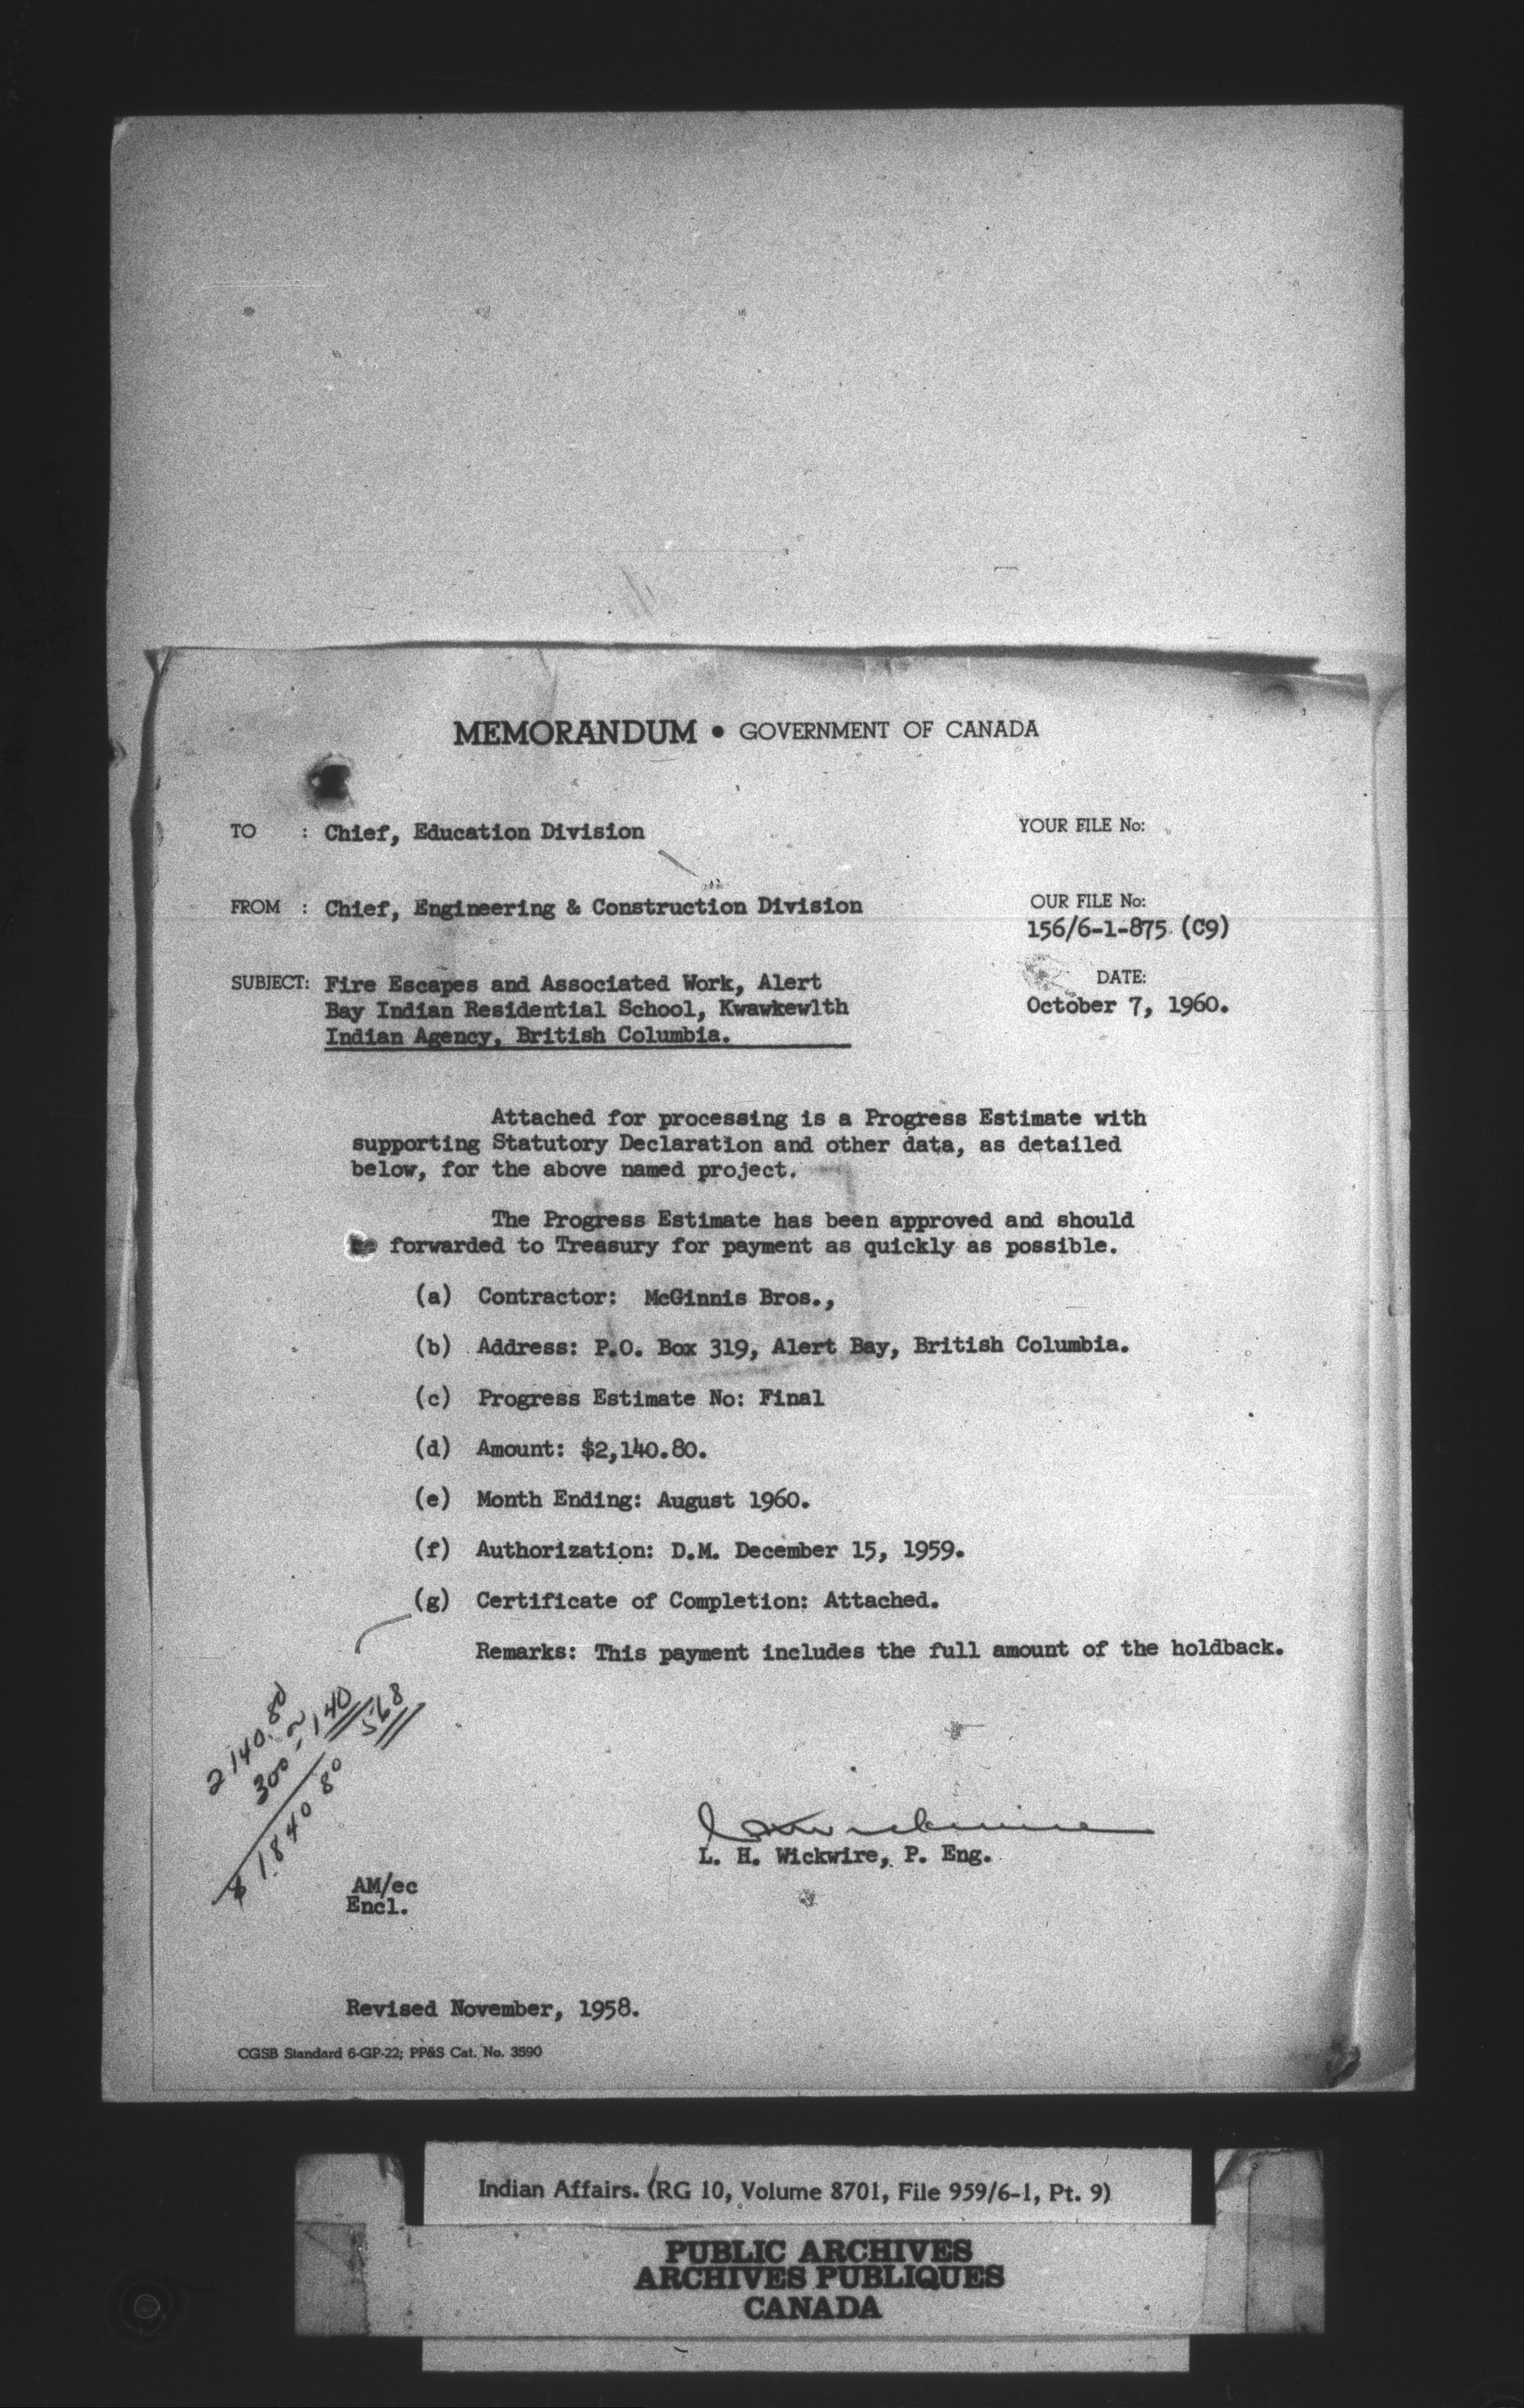 MEMORANDUM • GOVERNMENT OF CANADA
TO : Chief, Education Division
YOUR FILE No:
FROM : Chief, Engineering & Construction Division
OUR FILE No:
156/6-1-875 (C9)
SUBJECT: Fire Escapes and Associated Work, Alert
Bay Indian Residential School, Kwawkewlth
Indian Agency, British Columbia.
DATE:
October 7, 1960.
Attached for processing is a Progress Estimate with
supporting Statutory Declaration and other data, as detailed
below, for the above named project.
The Progress Estimate has been approved and should
be forwarded to Treasury for payment as quickly as possible.
(a) Contractor: McGinnis Bros.,
(b) Address: P.O. Box 319, Alert Bay, British Columbia.
(c) Progress Estimate No: Final
(d) Amount: $2,140.80.
(e) Month Ending: August 1960.
(f) Authorization: D.M. December 15, 1959.
(g) Certificate of Completion: Attached.
Remarks: This payment includes the full amount of the holdback.
2140.80
300 - 140 568
$ 1840 80
L. H. Wickwire, P. Eng.
AM/ec
Encl.
Revised November, 1958.
CGSB Standard 6-GP-22; PP&S Cat. No. 3590
Indian Affairs. (RG 10, Volume 8701, File 959/6-1, Pt. 9)
PUBLIC ARCHIVES
ARCHIVES PUBLIQUES
CANADA